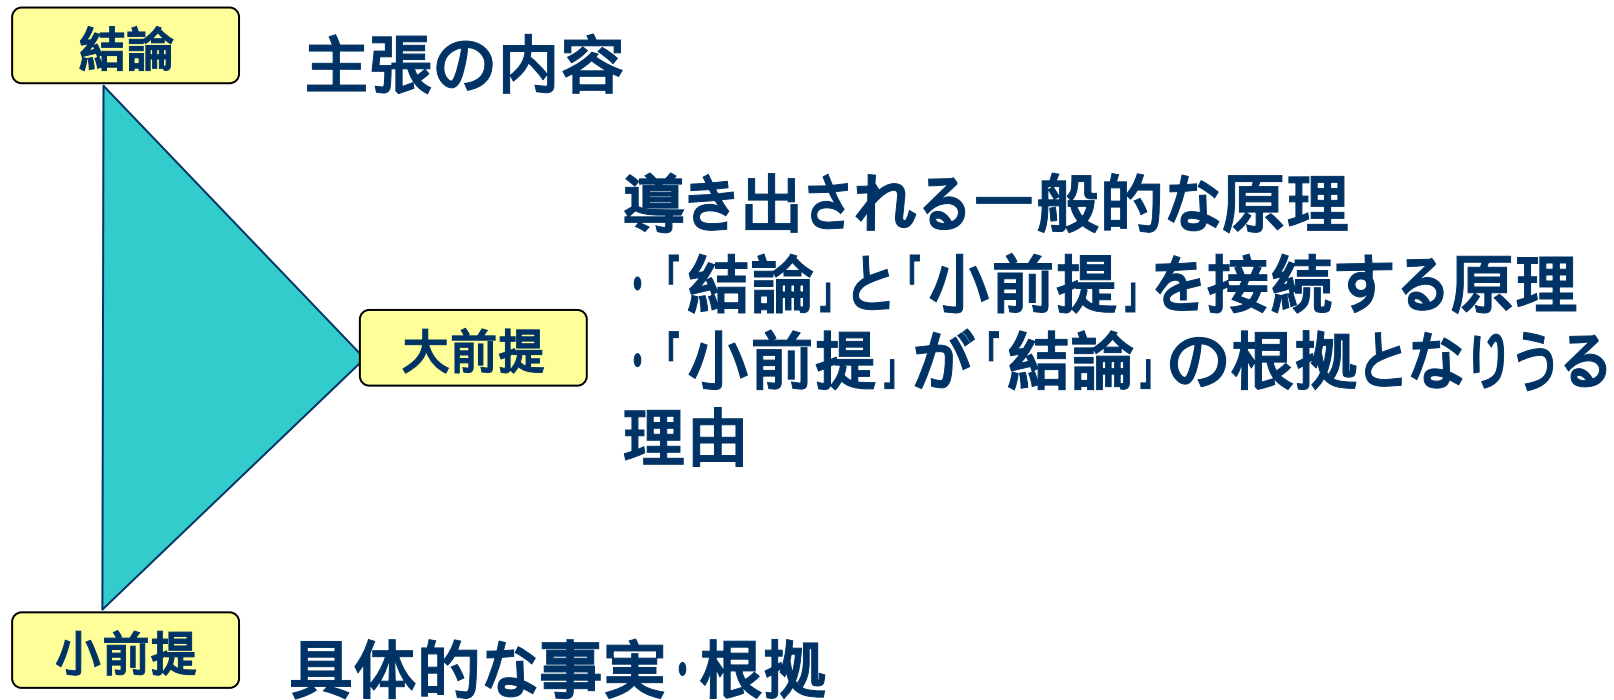 結論
主張の内容
導き出される一般的な原理
・「結論」と「小前提」を接続する原理
・「小前提」が「結論」の根拠となりうる
理由
大前提
小前提
具体的な事実・根拠